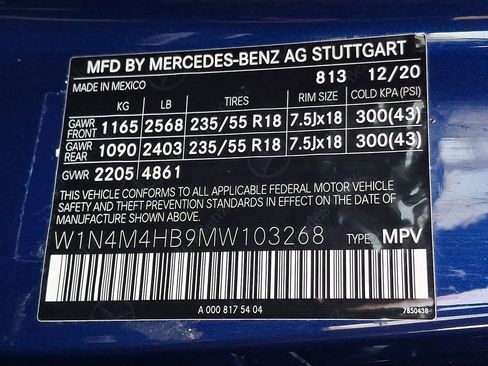 MFD BY MERCEDES-BENZ AG STUTTGART
MADE IN MEXICO 813 12/20
KG LB TIRES RIM SIZE COLD KPA(PSI)
GAWR FRONT 1165 2568 235/55 R18 7.5Jx18 300(43)
GAWR REAR 1090 2403 235/55 R18 7.5Jx18 300(43)
GVWR 2205 4861
THIS VEHICLE CONFORMS TO ALL APPLICABLE FEDERAL MOTOR VEHICLE
SAFETY AND THEFT PREVENTION STANDARDS IN EFFECT ON THE DATE
OF MANUFACTURE SHOWN ABOVE.
W1N4M4HB9MW103268 TYPE: MPV
A 000 817 54 04
7850438